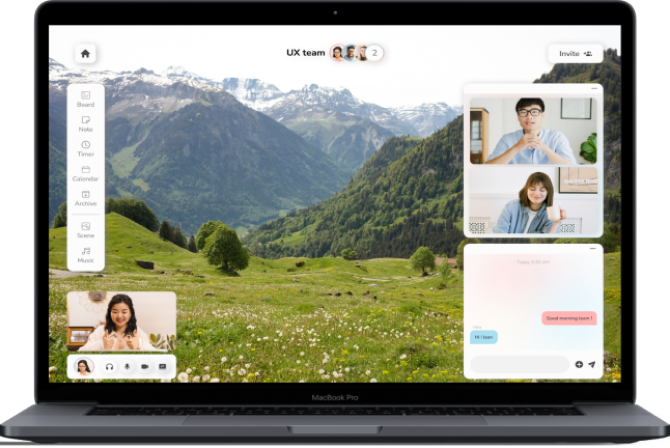 UX team
2
Invite
Board
Note
Timer
Calendar
Archive
Scene
Music
Today 8:30 AM
Good morning team !
Hi ! team
MacBook Pro